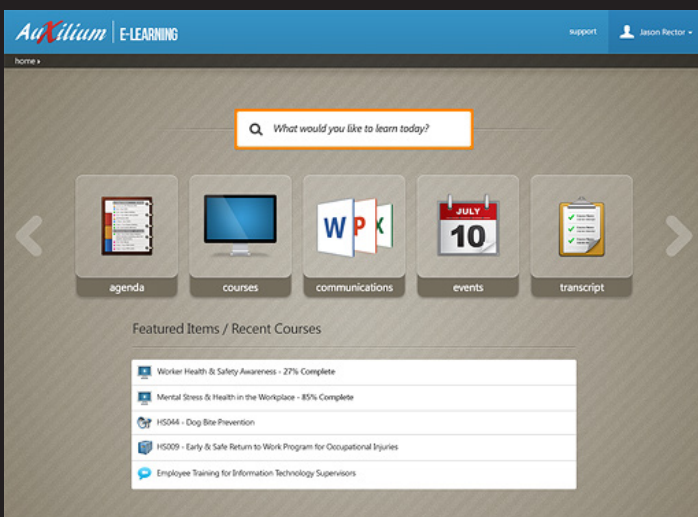 AuXilium E-LEARNING
support
Jason Rector
home
What would you like to learn today?
W P X
JULY
10
agenda
courses
communications
events
transcript
Featured Items / Recent Courses
Worker Health & Safety Awareness - 27% Complete
Mental Stress & Health in the Workplace - 85% Complete
HS044 - Dog Bite Prevention
HS009 - Early & Safe Return to Work Program for Occupational Injuries
Employee Training for Information Technology Supervisors